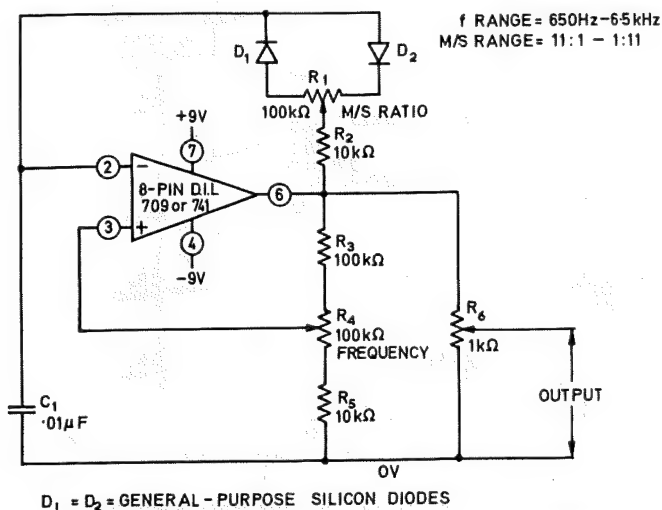 f RANGE = 650Hz-6·5kHz
M/S RANGE = 11:1 - 1:11
D1
D2
R1
100kΩ
M/S RATIO
+9V
R2
10kΩ
7
2
-
8-PIN D.I.L
709 or 741
6
3
+
4
-9V
R3
100kΩ
R4
100kΩ
FREQUENCY
R6
1kΩ
C1
·01μF
R5
10kΩ
OUTPUT
0V
D1 = D2 = GENERAL-PURPOSE SILICON DIODES